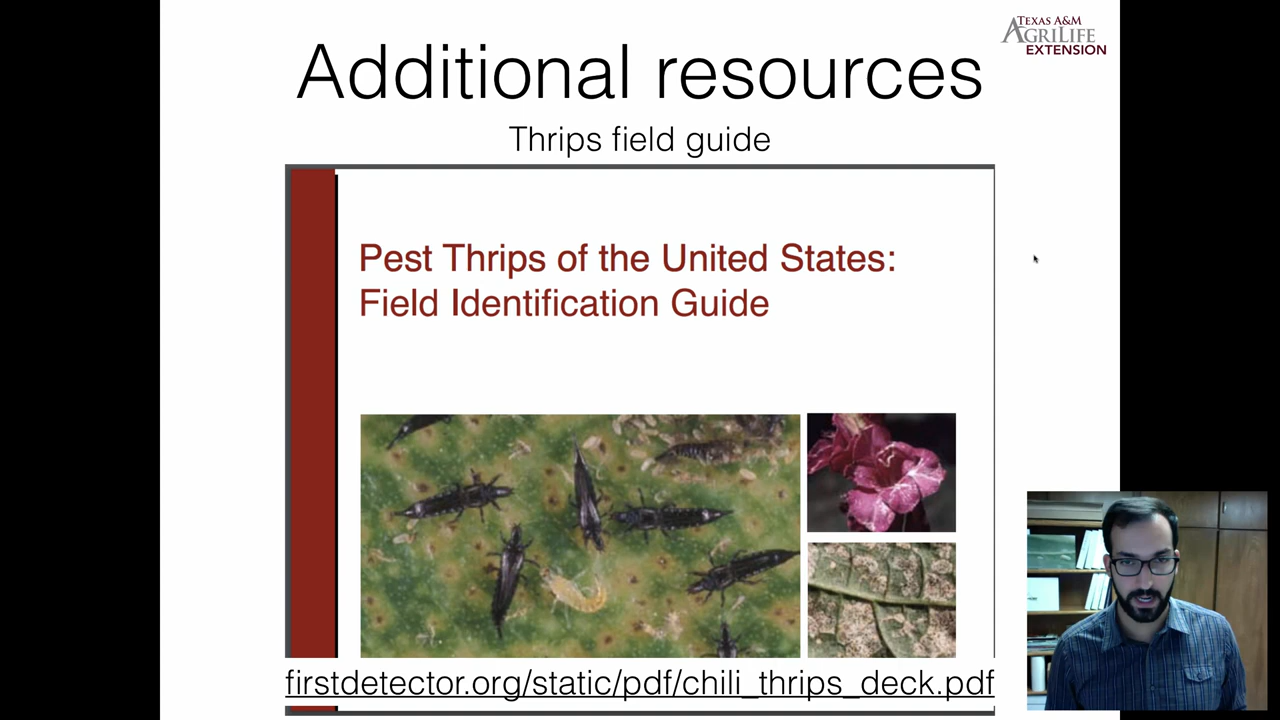 TEXAS A&M
AGRILIFE
EXTENSION
Additional resources
Thrips field guide
Pest Thrips of the United States:
Field Identification Guide
firstdetector.org/static/pdf/chili_thrips_deck.pdf